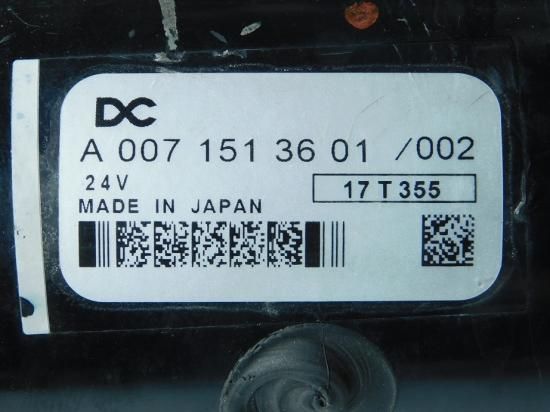 DC
A 007 151 36 01 /002
24V
17 T 355
MADE IN JAPAN